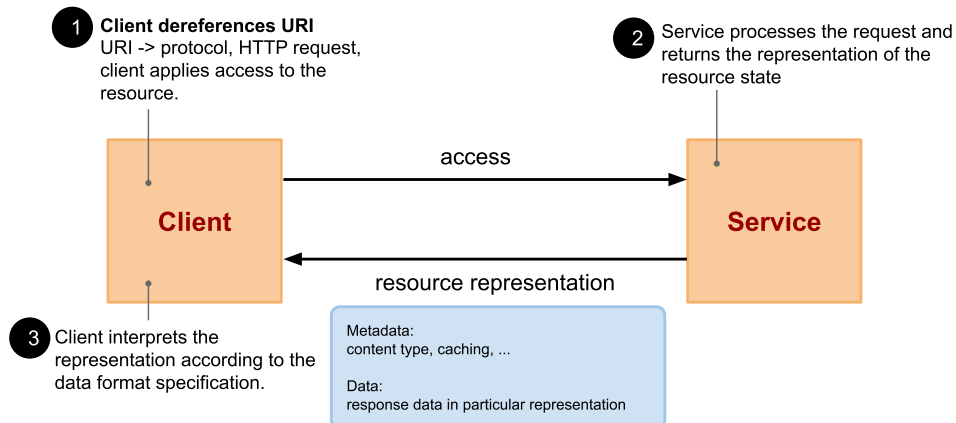 1
Client dereferences URI
URI -> protocol, HTTP request,
client applies access to the
resource.
2
Service processes the request and
returns the representation of the
resource state
access
Client
Service
resource representation
3
Client interprets the
representation according to the
data format specification.
Metadata:
content type, caching, ...
Data:
response data in particular representation